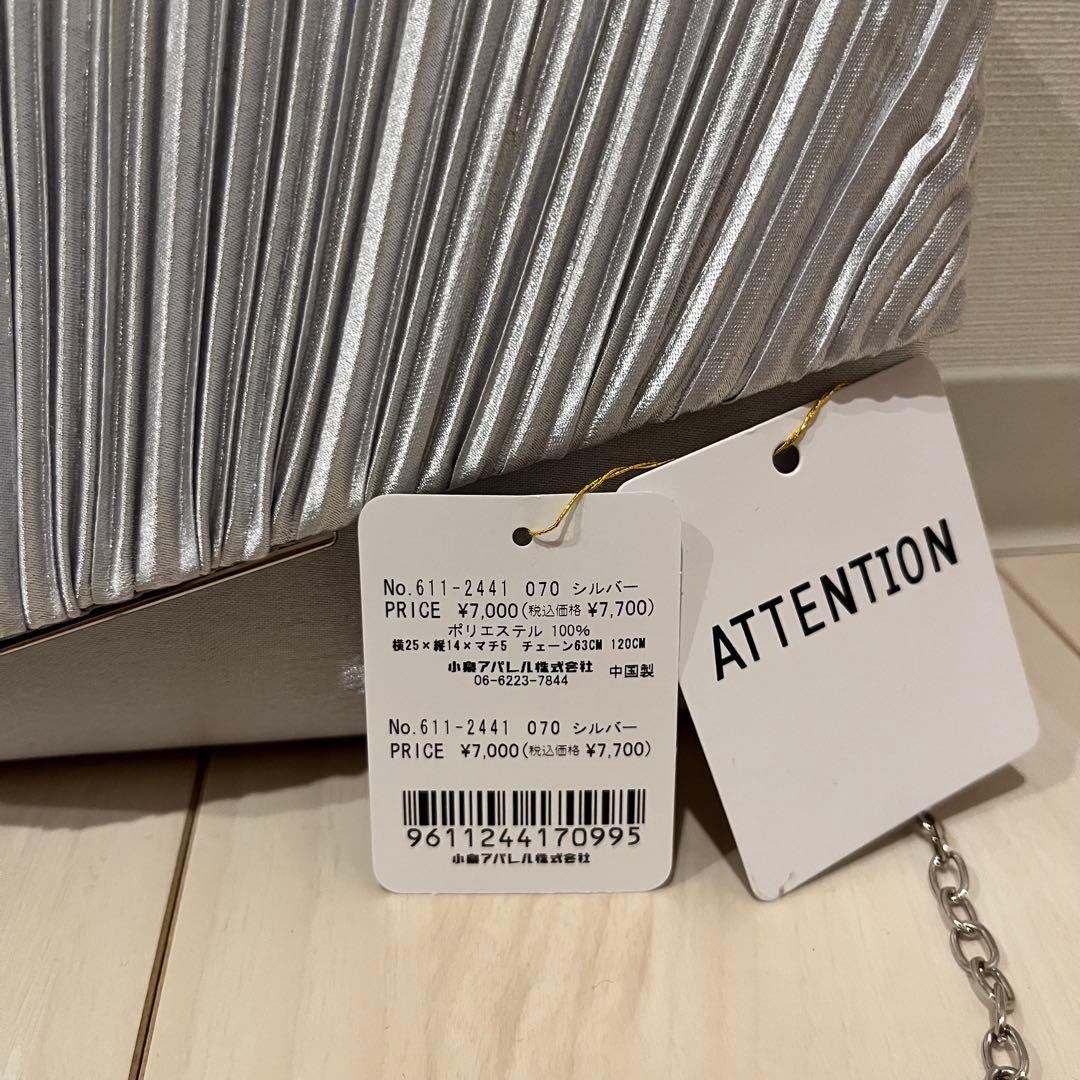 No.611-2441 070 シルバー
PRICE ¥7,000(税込価格 ¥7,700)
ポリエステル 100%
横25×縦14×マチ5 チェーン63CM 120CM
小泉アパレル株式会社 中国製
06-6223-7844
No.611-2441 070 シルバー
PRICE ¥7,000(税込価格 ¥7,700)
9611244170995
小泉アパレル株式会社
ATTENTION